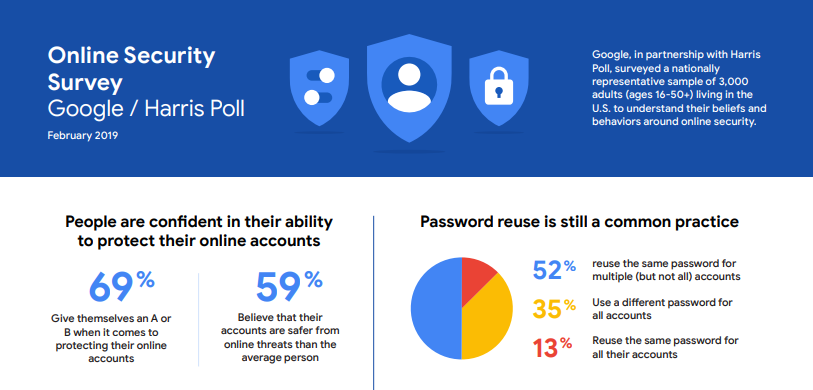 Online Security
Survey
Google / Harris Poll
February 2019
Google, in partnership with Harris
Poll, surveyed a nationally
representative sample of 3,000
adults (ages 16-50+) living in the
U.S. to understand their beliefs and
behaviors around online security.
People are confident in their ability
to protect their online accounts
69%
Give themselves an A or
B when it comes to
protecting their online
accounts
59%
Believe that their
accounts are safer from
online threats than the
average person
Password reuse is still a common practice
52%
reuse the same password for
multiple (but not all) accounts
35%
Use a different password for
all accounts
13%
Reuse the same password for
all their accounts